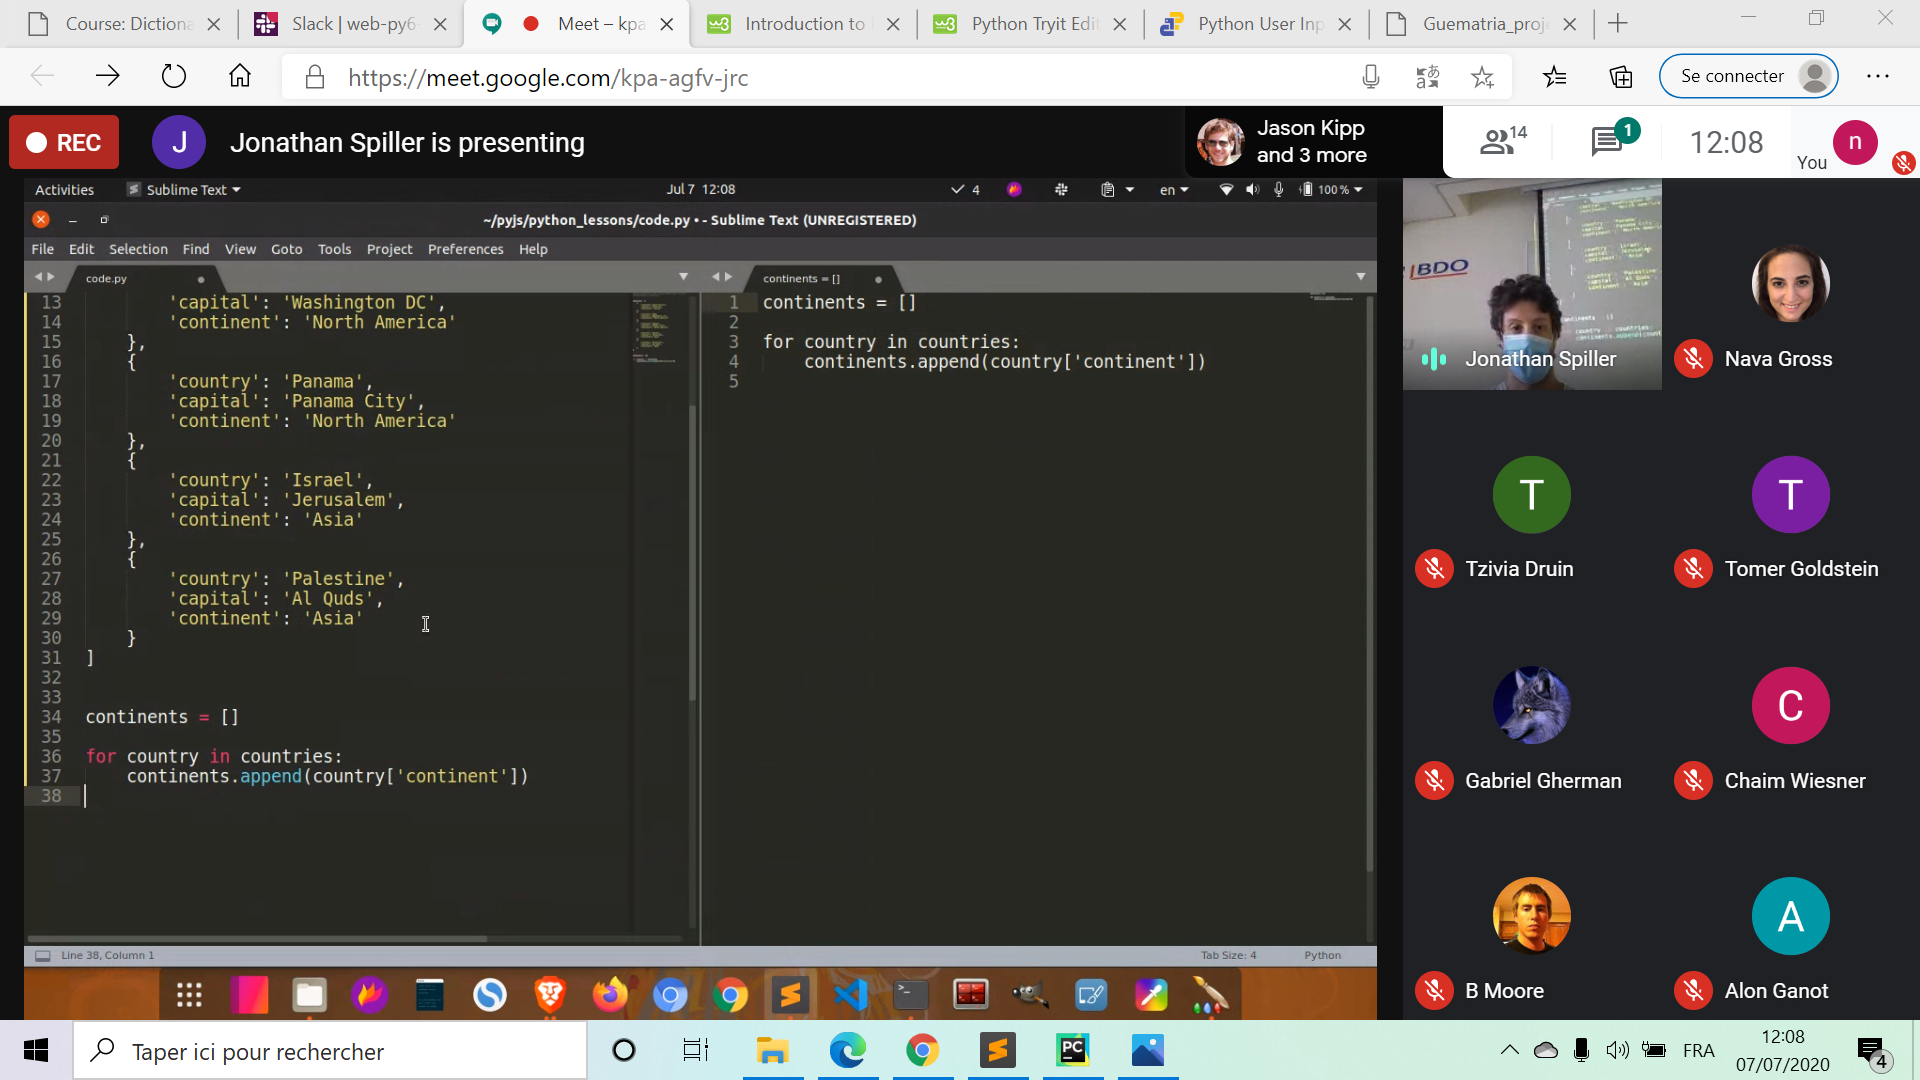 Course: Dictiona
Slack | web-py6
Meet – kpa
Introduction to
Python Tryit Edit
Python User Inp
Guematria_proje
https://meet.google.com/kpa-agfv-jrc
Se connecter
REC
J
Jonathan Spiller is presenting
Jason Kipp
and 3 more
14
1
12:08
You
n
Activities
Sublime Text
Jul 7 12:08
4
en
100 %
~/pyjs/python_lessons/code.py • - Sublime Text (UNREGISTERED)
File Edit Selection Find View Goto Tools Project Preferences Help
code.py
13 'capital': 'Washington DC',
14 'continent': 'North America'
15 },
16 {
17 'country': 'Panama',
18 'capital': 'Panama City',
19 'continent': 'North America'
20 },
21 {
22 'country': 'Israel',
23 'capital': 'Jerusalem',
24 'continent': 'Asia'
25 },
26 {
27 'country': 'Palestine',
28 'capital': 'Al Quds',
29 'continent': 'Asia'
30 }
31 ]
32
33
34 continents = []
35
36 for country in countries:
37 continents.append(country['continent'])
38
continents = []
1 continents = []
2
3 for country in countries:
4 continents.append(country['continent'])
5
Line 38, Column 1
Tab Size: 4
Python
BDO
Jonathan Spiller
Nava Gross
T
Tzivia Druin
T
Tomer Goldstein
Gabriel Gherman
C
Chaim Wiesner
B Moore
A
Alon Ganot
Taper ici pour rechercher
PC
FRA
12:08
07/07/2020
4